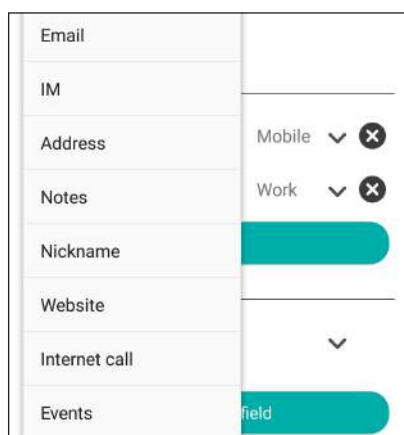 Email
IM
Address
Mobile
Notes
Work
Nickname
Website
Internet call
Events
field